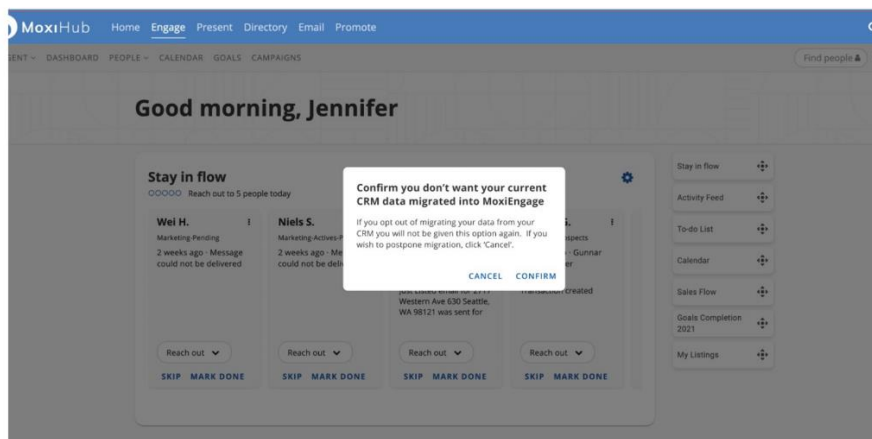 MoxiHub Home Engage Present Directory Email Promote
DASHBOARD PEOPLE CALENDAR GOALS CAMPAIGNS
Find people
Good morning, Jennifer
Stay in flow
Reach out to 5 people today
Wei H.
Marketing-Pending
2 weeks ago · Message
could not be delivered
Reach out
SKIP MARK DONE
Niels S.
2 weeks ago ·
could not be
Reach out
SKIP MARK DONE
Western Ave 630 Seattle,
WA 98121 was sent for
Reach out
SKIP MARK DONE
· Gunnar
created
Reach out
SKIP MARK DONE
Confirm you don't want your current
CRM data migrated into MoxiEngage
If you opt out of migrating your data from your
CRM you will not be given this option again. If you
wish to postpone migration, click 'Cancel'.
CANCEL CONFIRM
Stay in flow
Activity Feed
To-do List
Calendar
Sales Flow
Goals Completion
2021
My Listings